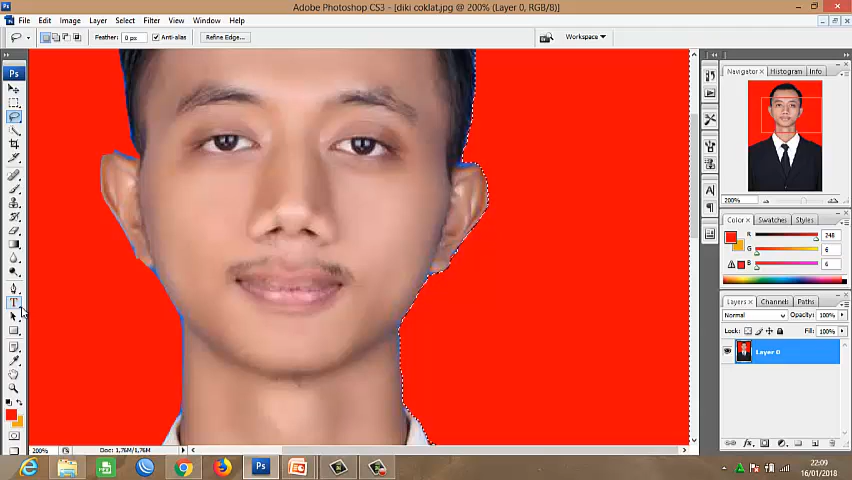 Adobe Photoshop CS3 - [diki coklat.jpg @ 200% (Layer 0, RGB/8)]
File Edit Image Layer Select Filter View Window Help
Feather: 0 px Anti-alias Refine Edge... Workspace
Ps
Navigator Histogram Info
200%
Color Swatches Styles
R 248
G 6
B 6
Layers Channels Paths
Normal Opacity: 100%
Lock: Fill: 100%
Layer 0
T
A
200% Doc: 1,76M/1,76M
Ps
22:09
16/01/2018